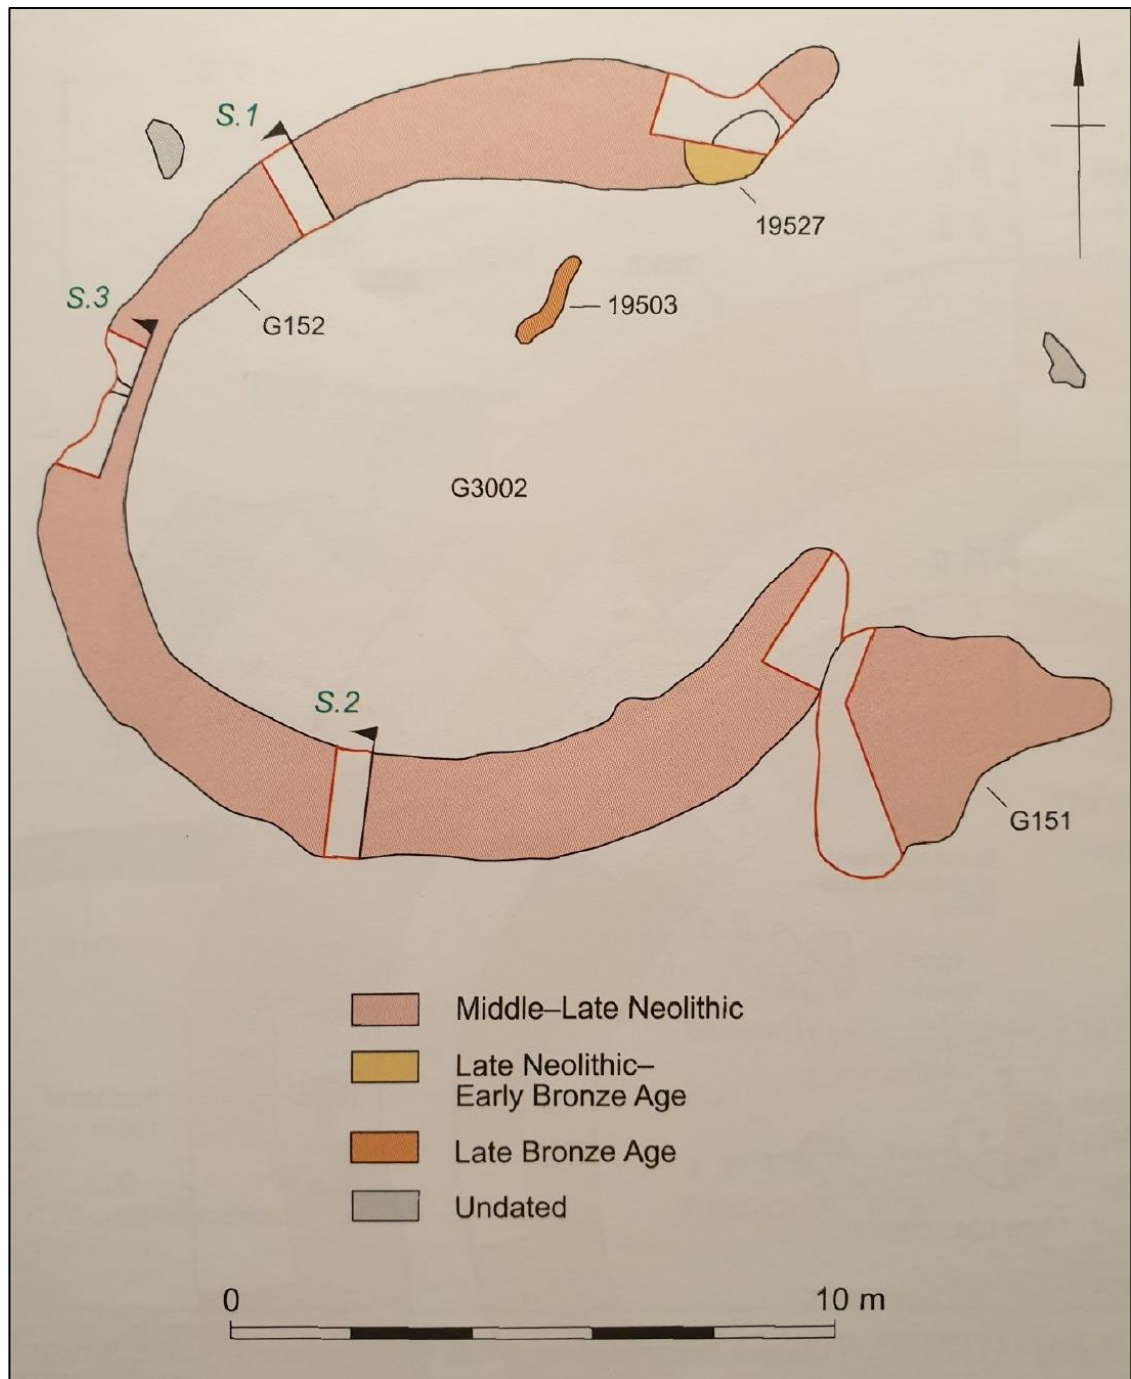 S.1
19527
S.3
G152
19503
G3002
S.2
G151
Middle–Late Neolithic
Late Neolithic–
Early Bronze Age
Late Bronze Age
Undated
0
10 m